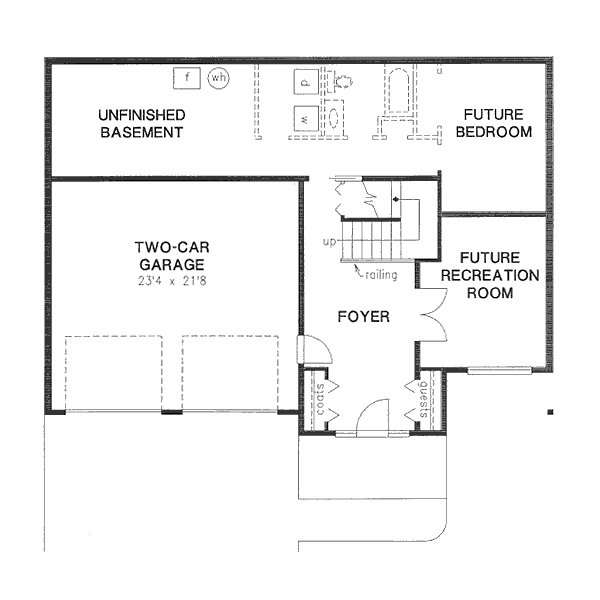 f
wh
d
w
UNFINISHED
BASEMENT
FUTURE
BEDROOM
TWO-CAR
GARAGE
23'4 x 21'8
up
railing
FUTURE
RECREATION
ROOM
FOYER
coats
guests